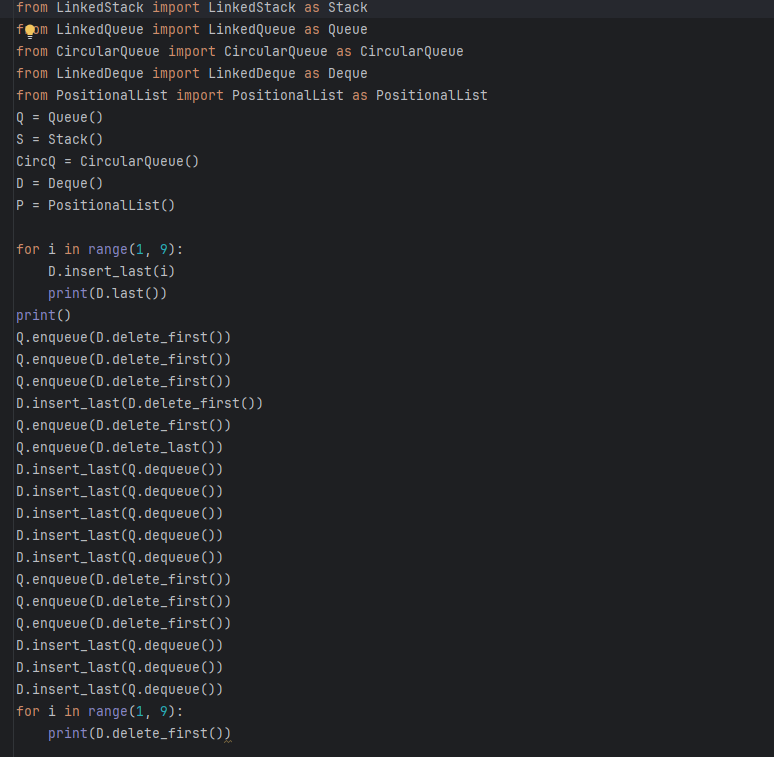 from LinkedStack import LinkedStack as Stack
from LinkedQueue import LinkedQueue as Queue
from CircularQueue import CircularQueue as CircularQueue
from LinkedDeque import LinkedDeque as Deque
from PositionalList import PositionalList as PositionalList
Q = Queue()
S = Stack()
CircQ = CircularQueue()
D = Deque()
P = PositionalList()

for i in range(1, 9):
    D.insert_last(i)
    print(D.last())
print()
Q.enqueue(D.delete_first())
Q.enqueue(D.delete_first())
Q.enqueue(D.delete_first())
D.insert_last(D.delete_first())
Q.enqueue(D.delete_first())
Q.enqueue(D.delete_last())
D.insert_last(Q.dequeue())
D.insert_last(Q.dequeue())
D.insert_last(Q.dequeue())
D.insert_last(Q.dequeue())
D.insert_last(Q.dequeue())
Q.enqueue(D.delete_first())
Q.enqueue(D.delete_first())
Q.enqueue(D.delete_first())
D.insert_last(Q.dequeue())
D.insert_last(Q.dequeue())
D.insert_last(Q.dequeue())
for i in range(1, 9):
    print(D.delete_first())